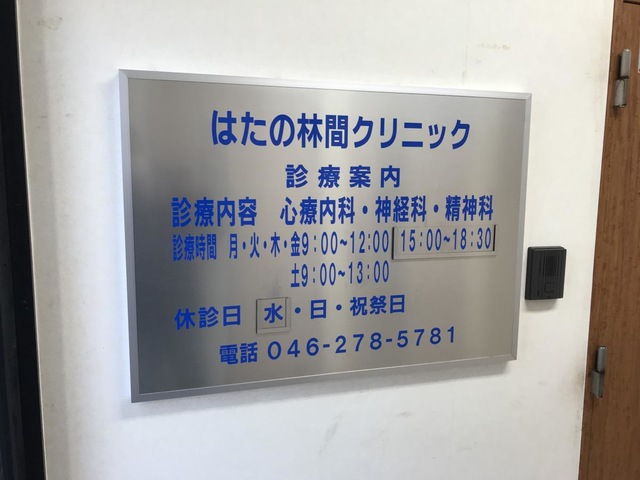 はたの林間クリニック
診療案内
診療内容 心療内科・神経科・精神科
診療時間 月・火・木・金9:00~12:00 15:00~18:30
土9:00~13:00
休診日 水・日・祝祭日
電話 046-278-5781